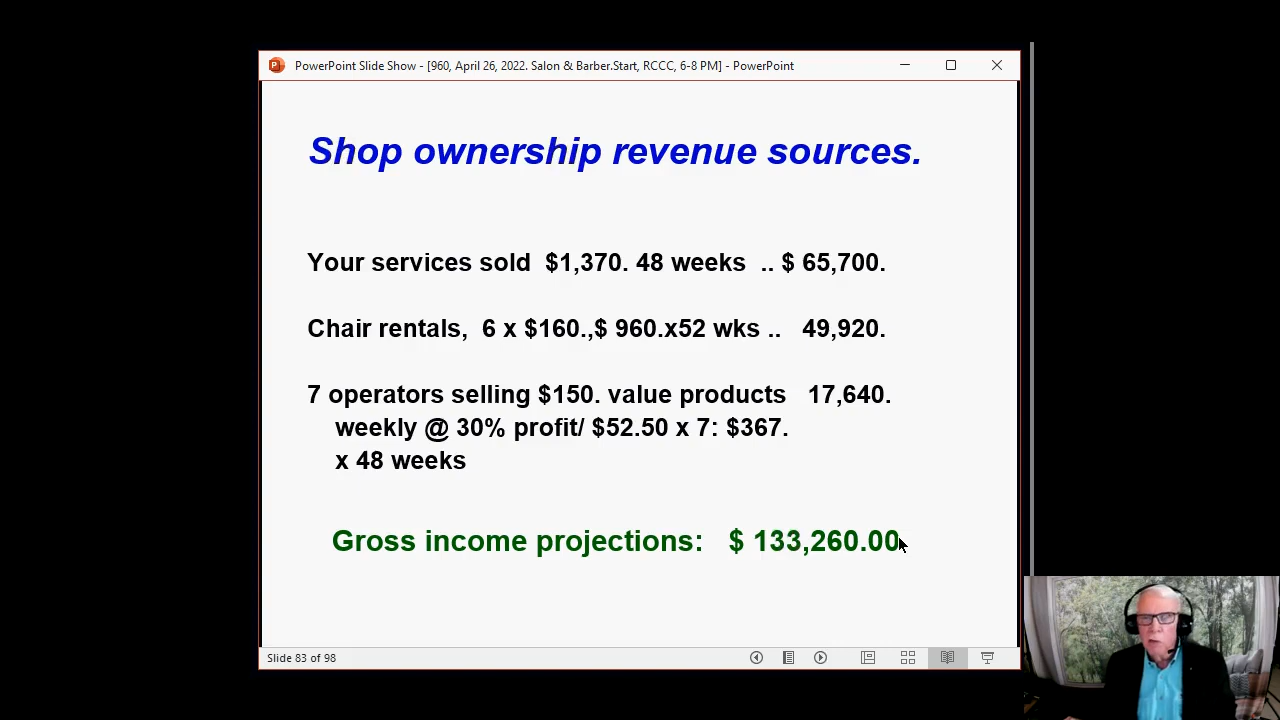 PowerPoint Slide Show - [960, April 26, 2022. Salon & Barber.Start, RCCC, 6-8 PM] - PowerPoint
Shop ownership revenue sources.
Your services sold $1,370. 48 weeks .. $ 65,700.
Chair rentals, 6 x $160.,$ 960.x52 wks .. 49,920.
7 operators selling $150. value products 17,640.
weekly @ 30% profit/ $52.50 x 7: $367.
x 48 weeks
Gross income projections: $ 133,260.00
Slide 83 of 98